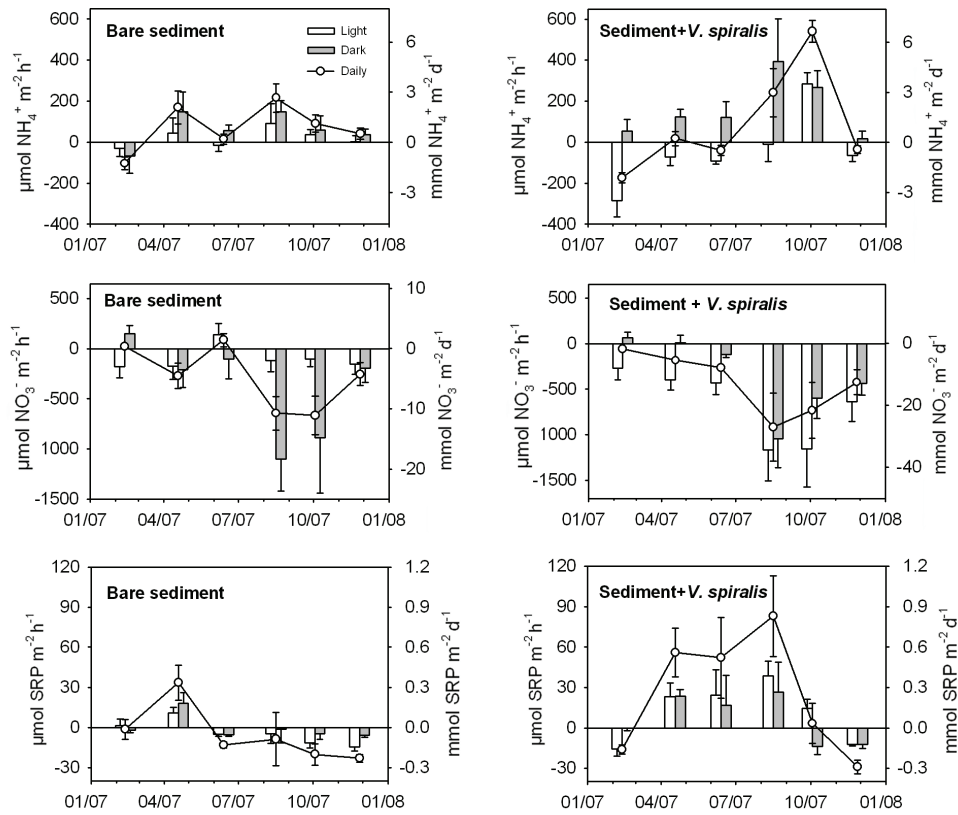 Bare sediment
Light
Dark
Daily
600
400
200
0
-200
-400
6
3
0
-3
µmol NH4+ m-2 h-1
mmol NH4+ m-2 d-1
01/07 04/07 07/07 10/07 01/08
Sediment+V. spiralis
600
400
200
0
-200
-400
6
3
0
-3
µmol NH4+ m-2 h-1
mmol NH4+ m-2 d-1
01/07 04/07 07/07 10/07 01/08
Bare sediment
500
0
-500
1000
-1500
10
0
-10
-20
µmol NO3- m-2 h-1
mmol NO3- m-2 d-1
01/07 04/07 07/07 10/07 01/08
Sediment + V. spiralis
500
0
-500
1000
-1500
0
-20
-40
µmol NO3- m-2 h-1
mmol NO3- m-2 d-1
01/07 04/07 07/07 10/07 01/08
Bare sediment
120
90
60
30
0
-30
1.2
0.9
0.6
0.3
0.0
-0.3
µmol SRP m-2 h-1
mmol SRP m-2 d-1
01/07 04/07 07/07 10/07 01/08
Sediment+V. spiralis
120
90
60
30
0
-30
1.2
0.9
0.6
0.3
0.0
-0.3
µmol SRP m-2 h-1
mmol SRP m-2 d-1
01/07 04/07 07/07 10/07 01/08